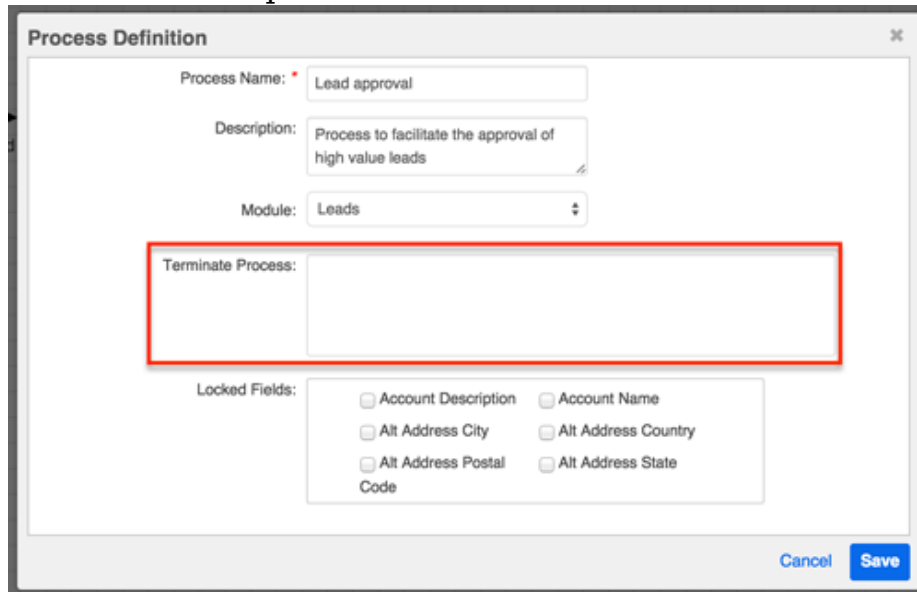 Process Definition
Process Name: *
Lead approval
Description:
Process to facilitate the approval of
high value leads
Module:
Leads
Terminate Process:
Locked Fields:
Account Description Account Name
Alt Address City Alt Address Country
Alt Address Postal Alt Address State
Code
Cancel Save